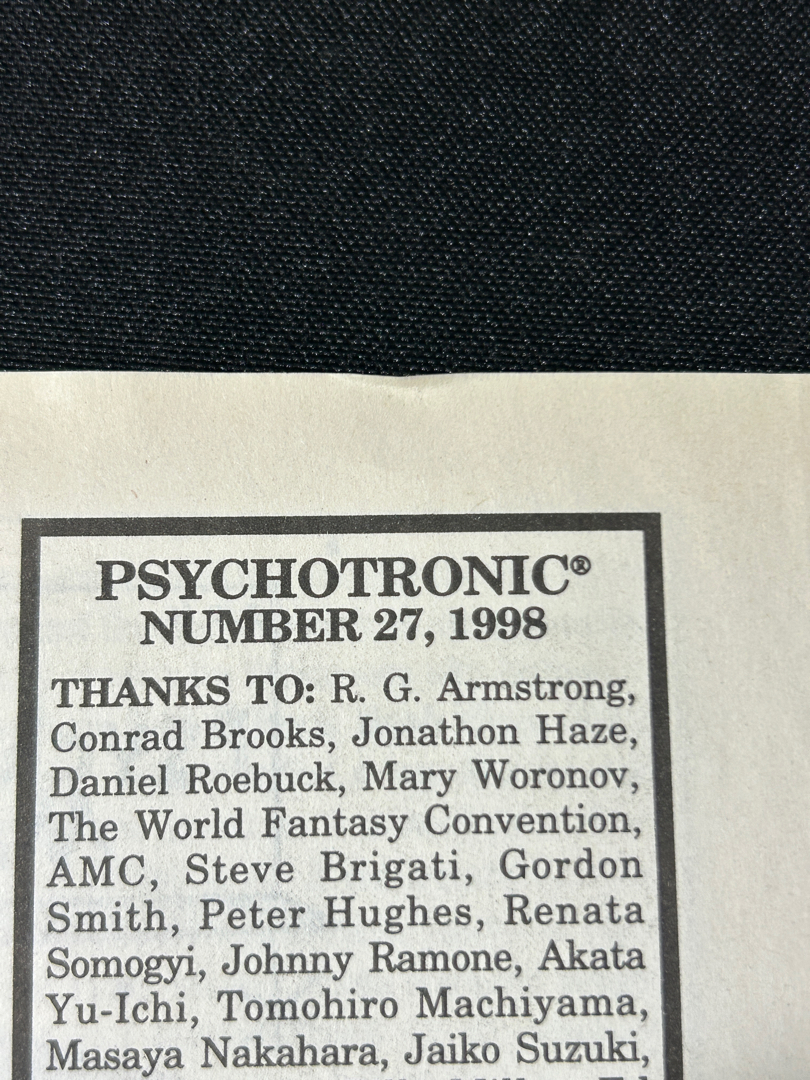 PSYCHOTRONIC®
NUMBER 27, 1998
THANKS TO: R. G. Armstrong,
Conrad Brooks, Jonathon Haze,
Daniel Roebuck, Mary Woronov,
The World Fantasy Convention,
AMC, Steve Brigati, Gordon
Smith, Peter Hughes, Renata
Somogyi, Johnny Ramone, Akata
Yu-Ichi, Tomohiro Machiyama,
Masaya Nakahara, Jaiko Suzuki,